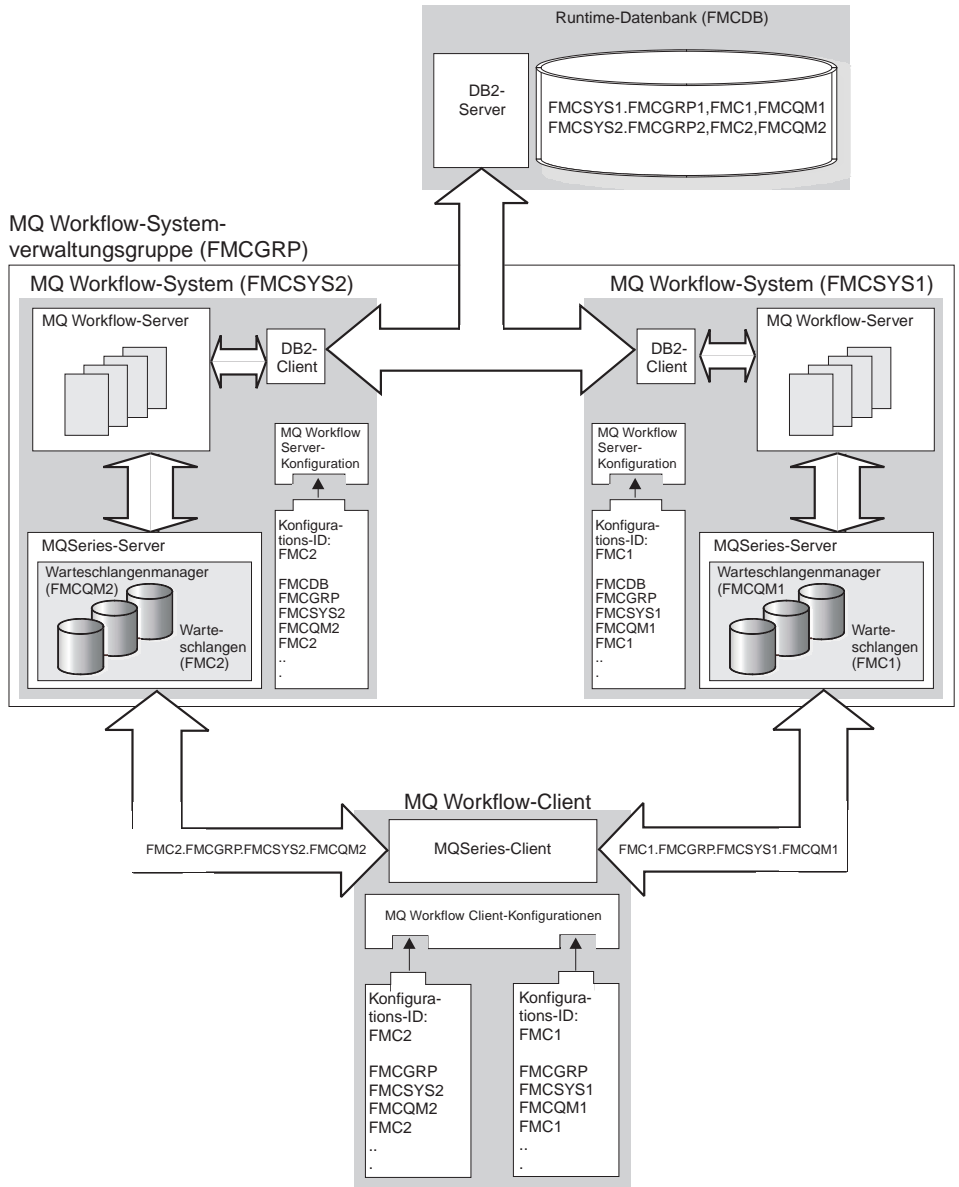 Runtime-Datenbank (FMCDB)
DB2-
Server
FMCSYS1.FMCGRP1,FMC1,FMCQM1
FMCSYS2.FMCGRP2,FMC2,FMCQM2
MQ Workflow-System-
verwaltungsgruppe (FMCGRP)
MQ Workflow-System (FMCSYS2)
MQ Workflow-Server
DB2-
Client
MQ Workflow
Server-
Konfiguration
Konfigura-
tions-ID:
FMC2
FMCDB
FMCGRP
FMCSYS2
FMCQM2
FMC2
..
.
MQSeries-Server
Warteschlangenmanager
(FMCQM2)
Warte-
schlangen
(FMC2)
MQ Workflow-System (FMCSYS1)
MQ Workflow-Server
DB2-
Client
MQ Workflow
Server-
Konfiguration
Konfigura-
tions-ID:
FMC1
FMCDB
FMCGRP
FMCSYS1
FMCQM1
FMC1
..
.
MQSeries-Server
Warteschlangenmanager
(FMCQM1
Warte-
schlangen
(FMC1)
MQ Workflow-Client
FMC2.FMCGRP.FMCSYS2.FMCQM2
MQSeries-Client
FMC1.FMCGRP.FMCSYS1.FMCQM1
MQ Workflow Client-Konfigurationen
Konfigura-
tions-ID:
FMC2
FMCGRP
FMCSYS2
FMCQM2
FMC2
..
.
Konfigura-
tions-ID:
FMC1
FMCGRP
FMCSYS1
FMCQM1
FMC1
..
.